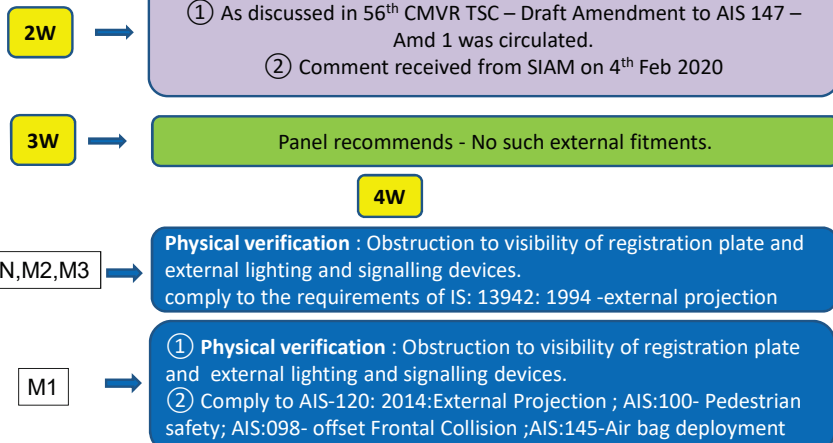 2W
① As discussed in 56th CMVR TSC – Draft Amendment to AIS 147 –
Amd 1 was circulated.
② Comment received from SIAM on 4th Feb 2020
3W
Panel recommends - No such external fitments.
4W
N,M2,M3
Physical verification : Obstruction to visibility of registration plate and
external lighting and signalling devices.
comply to the requirements of IS: 13942: 1994 -external projection
M1
① Physical verification : Obstruction to visibility of registration plate
and external lighting and signalling devices.
② Comply to AIS-120: 2014:External Projection ; AIS:100- Pedestrian
safety; AIS:098- offset Frontal Collision ;AIS:145-Air bag deployment